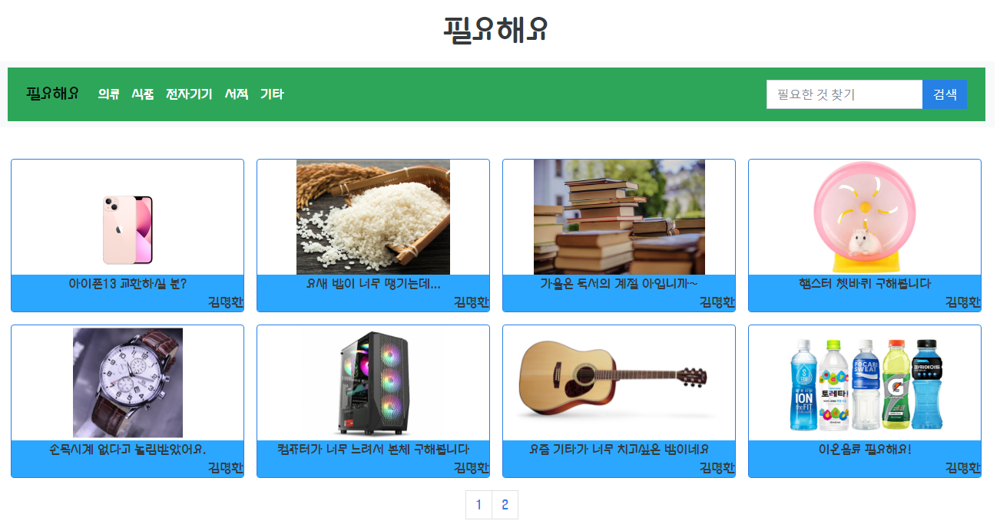 필요해요
필요해요 의류 식품 전자기기 서적 기타 필요한 것 찾기 검색
아이폰13 교환하실 분?
김명환
요새 밥이 너무 땡기는데...
김명환
가을은 독서의 계절 아입니까~
김명환
햄스터 쳇바퀴 구해봅니다
김명환
손목시계 없다고 놀림받았어요.
김명환
컴퓨터가 너무 느려서 본체 구해봅니다
김명환
요즘 기타가 너무 치고싶은 밤이네요
김명환
ION
the FIT
토레타
POCARI
SWEAT
G
파워에이드
이온음료 필요해요!
김명환
1 2